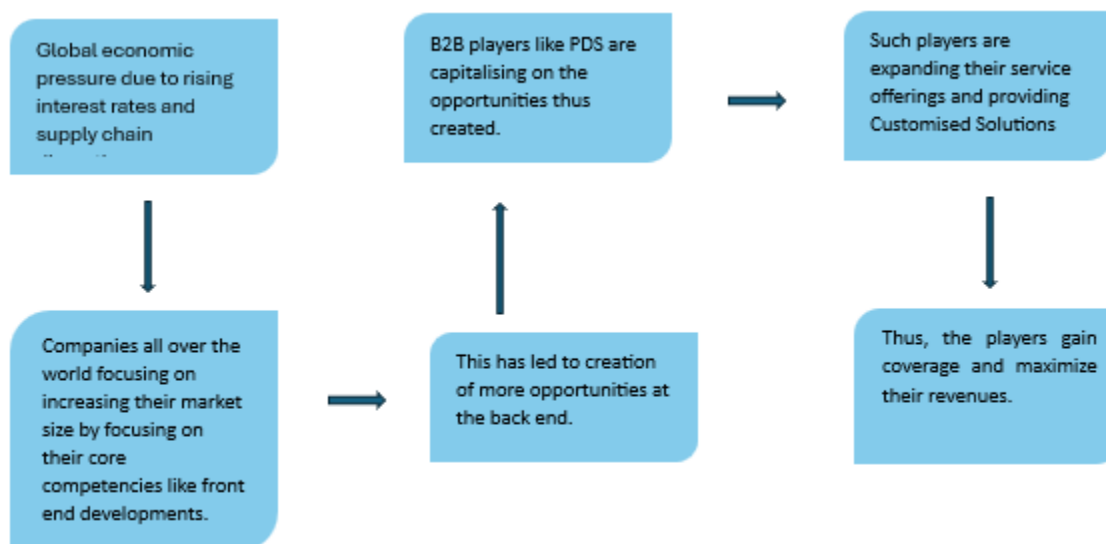 Global economic
pressure due to rising
interest rates and
supply chain
Companies all over the
world focusing on
increasing their market
size by focusing on
their core
competencies like front
end developments.
This has led to creation
of more opportunities at
the back end.
B2B players like PDS are
capitalising on the
opportunities thus
created.
Such players are
expanding their service
offerings and providing
Customised Solutions
Thus, the players gain
coverage and maximize
their revenues.